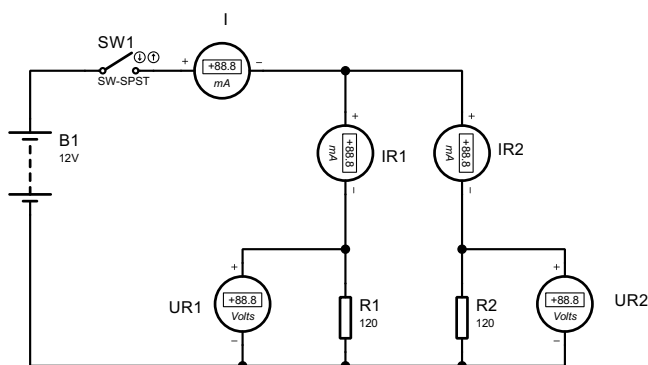 I
SW1
+88.8
SW-SPST
mA
B1
12V
+88.8
mA
IR1
+88.8
mA
IR2
UR1
+88.8
Volts
R1
120
R2
120
+88.8
Volts
UR2